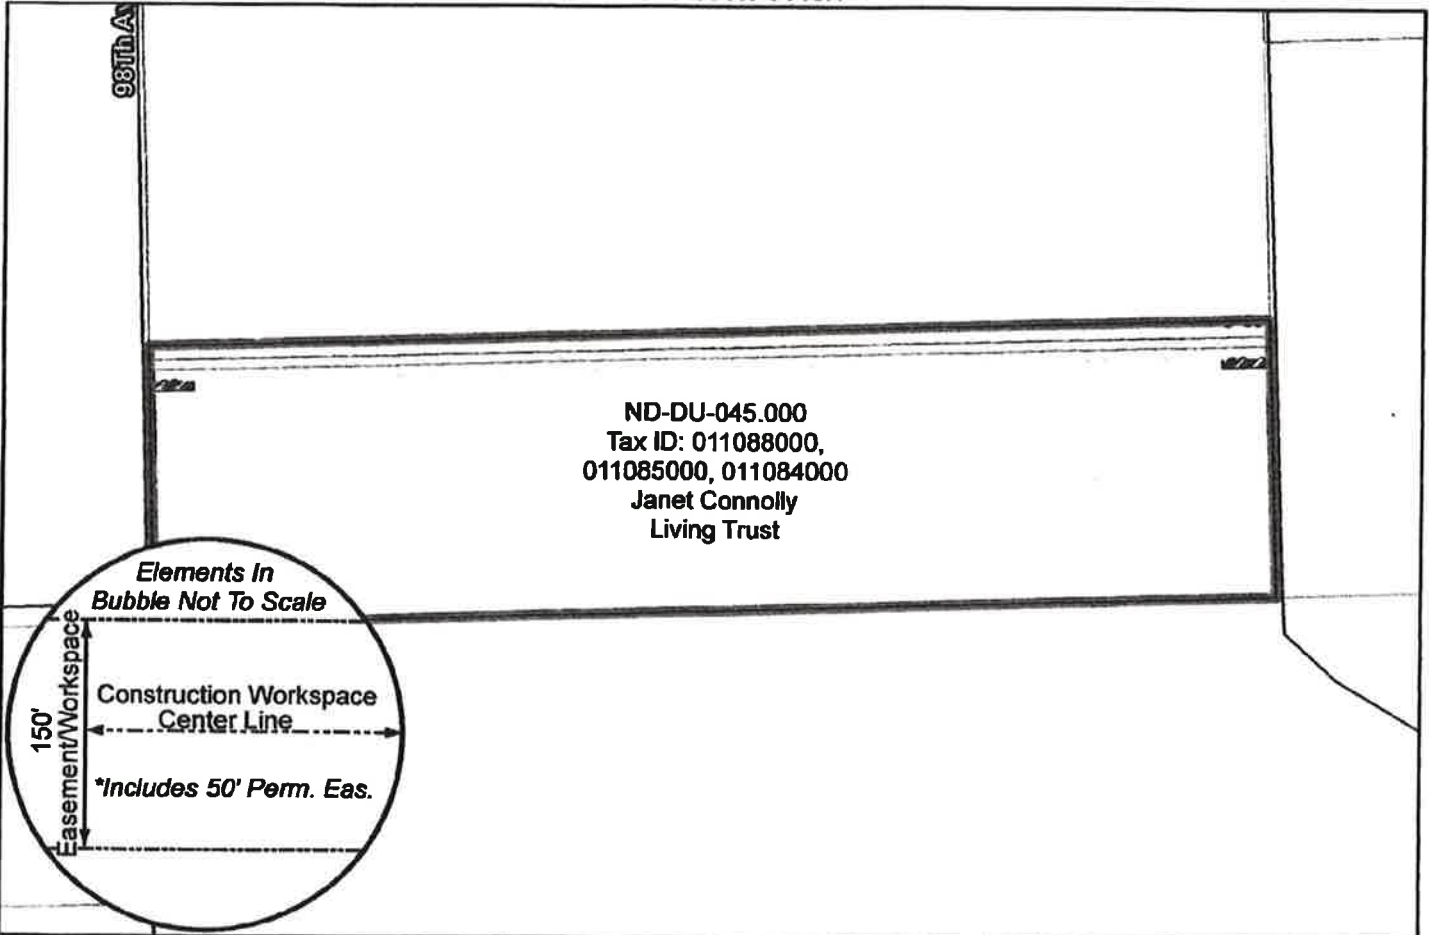 98Th Av
ND-DU-045.000
Tax ID: 011088000,
011085000, 011084000
Janet Connolly
Living Trust
Elements In
Bubble Not To Scale
150'
Easement/Workspace
Construction Workspace
Center Line
*Includes 50' Perm. Eas.